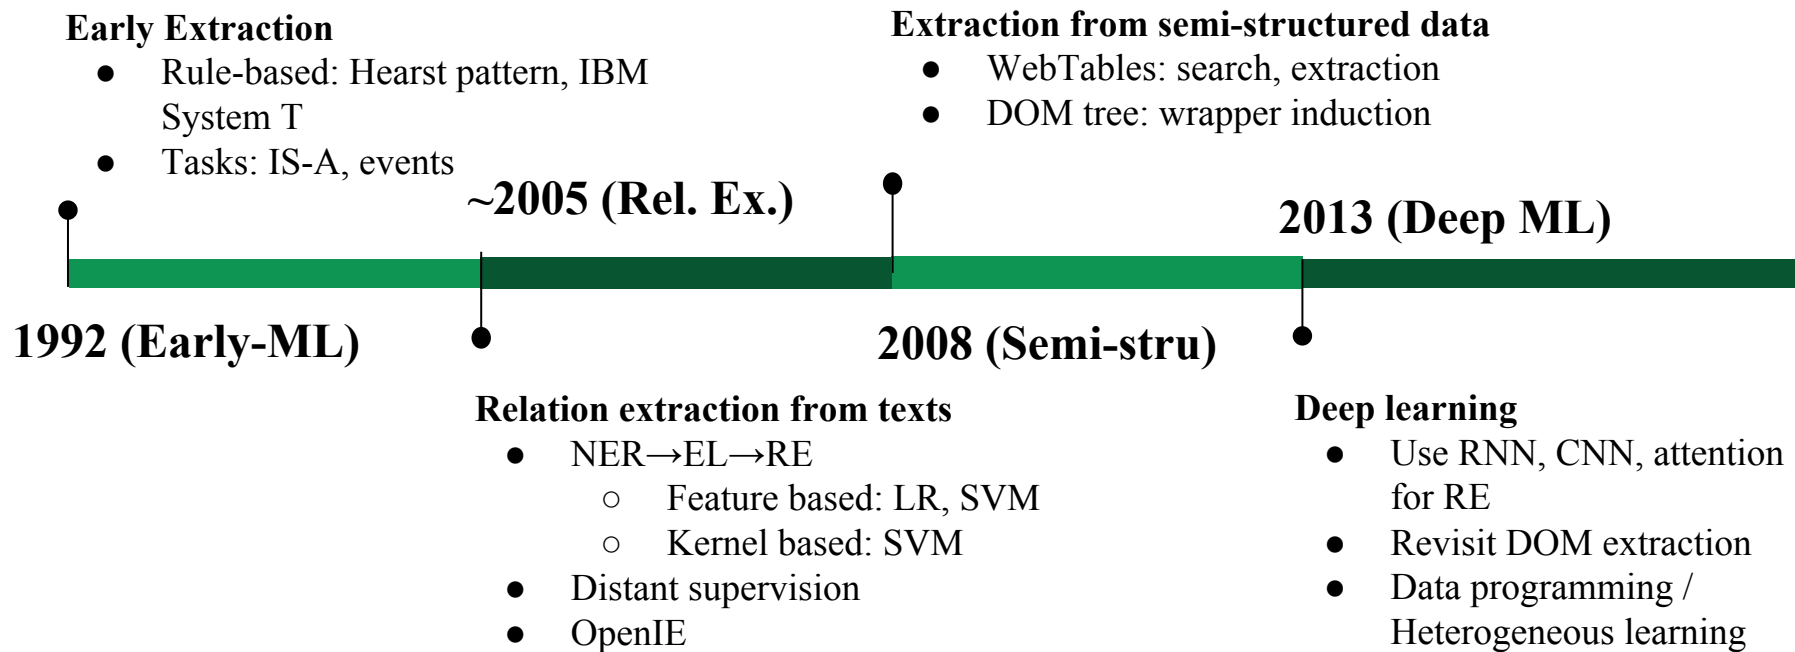 Early Extraction
● Rule-based: Hearst pattern, IBM
System T
● Tasks: IS-A, events
1992 (Early-ML)
~2005 (Rel. Ex.)
Relation extraction from texts
● NER→EL→RE
○ Feature based: LR, SVM
○ Kernel based: SVM
● Distant supervision
● OpenIE
Extraction from semi-structured data
● WebTables: search, extraction
● DOM tree: wrapper induction
2008 (Semi-stru)
2013 (Deep ML)
Deep learning
● Use RNN, CNN, attention
for RE
● Revisit DOM extraction
● Data programming /
Heterogeneous learning